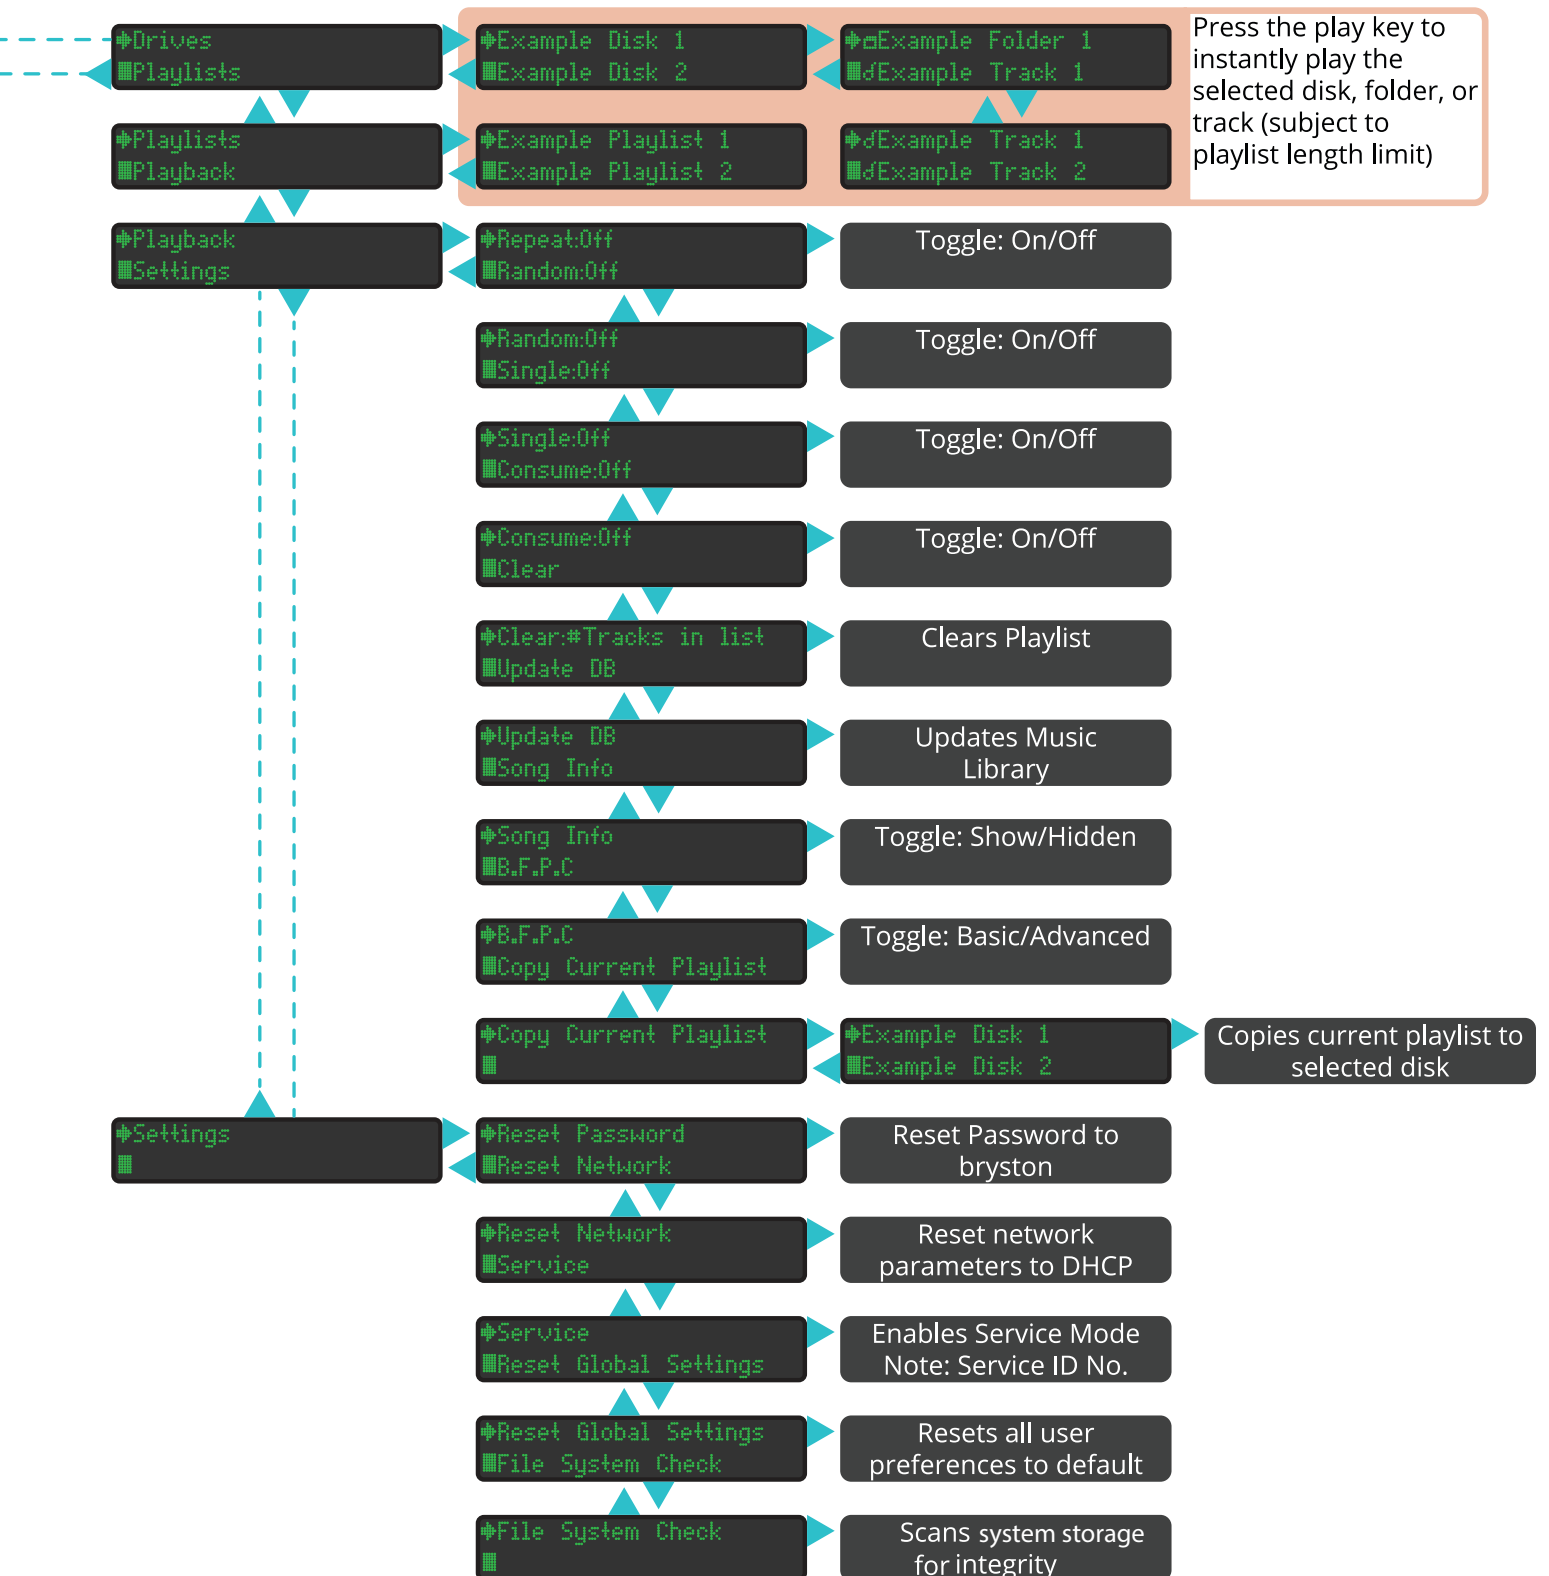 Drives
Playlists
Example Disk 1
Example Disk 2
Example Folder 1
Example Track 1
Press the play key to
instantly play the
selected disk, folder, or
track (subject to
playlist length limit)
Playlists
Playback
Example Playlist 1
Example Playlist 2
Example Track 1
Example Track 2
Playback
Settings
Repeat:Off
Random:Off
Toggle: On/Off
Random:Off
Single:Off
Toggle: On/Off
Single:Off
Consume:Off
Toggle: On/Off
Consume:Off
Clear
Toggle: On/Off
Clear:#Tracks in list
Update DB
Clears Playlist
Update DB
Song Info
Updates Music
Library
Song Info
B.F.P.C
Toggle: Show/Hidden
B.F.P.C
Copy Current Playlist
Toggle: Basic/Advanced
Copy Current Playlist
Example Disk 1
Example Disk 2
Copies current playlist to
selected disk
Settings
Reset Password
Reset Network
Reset Password to
bryston
Reset Network
Service
Reset network
parameters to DHCP
Service
Reset Global Settings
Enables Service Mode
Note: Service ID No.
Reset Global Settings
File System Check
Resets all user
preferences to default
File System Check
Scans system storage
for integrity